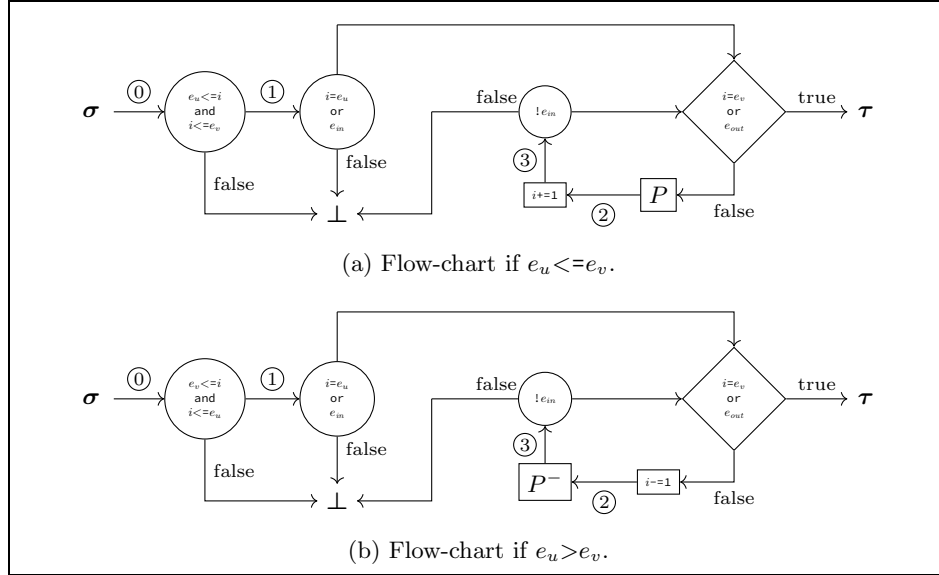 σ
⓪
e_u<=i
and
i<=e_v
①
i=e_u
or
e_in
false
false
⊥
false
!e_in
③
i+=1
②
P
i=e_v
or
e_out
false
true
τ
(a) Flow-chart if e_u<=e_v.
σ
⓪
e_v<=i
and
i<=e_u
①
i=e_u
or
e_in
false
false
⊥
false
!e_in
③
P⁻
②
i-=1
i=e_v
or
e_out
false
true
τ
(b) Flow-chart if e_u>e_v.